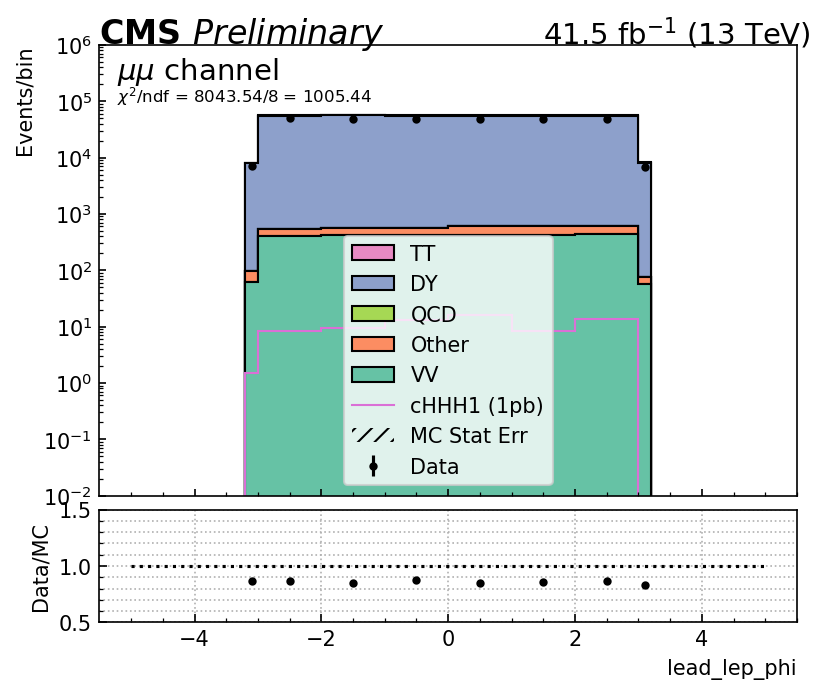 CMS Preliminary 41.5 fb⁻¹ (13 TeV)
μμ channel
χ²/ndf = 8043.54/8 = 1005.44
Events/bin
10⁶
10⁵
10⁴
10³
10²
10¹
10⁰
10⁻¹
10⁻²
TT
DY
QCD
Other
VV
cHHH1 (1pb)
MC Stat Err
Data
Data/MC
1.5
1.0
0.5
−4 −2 0 2 4
lead_lep_phi